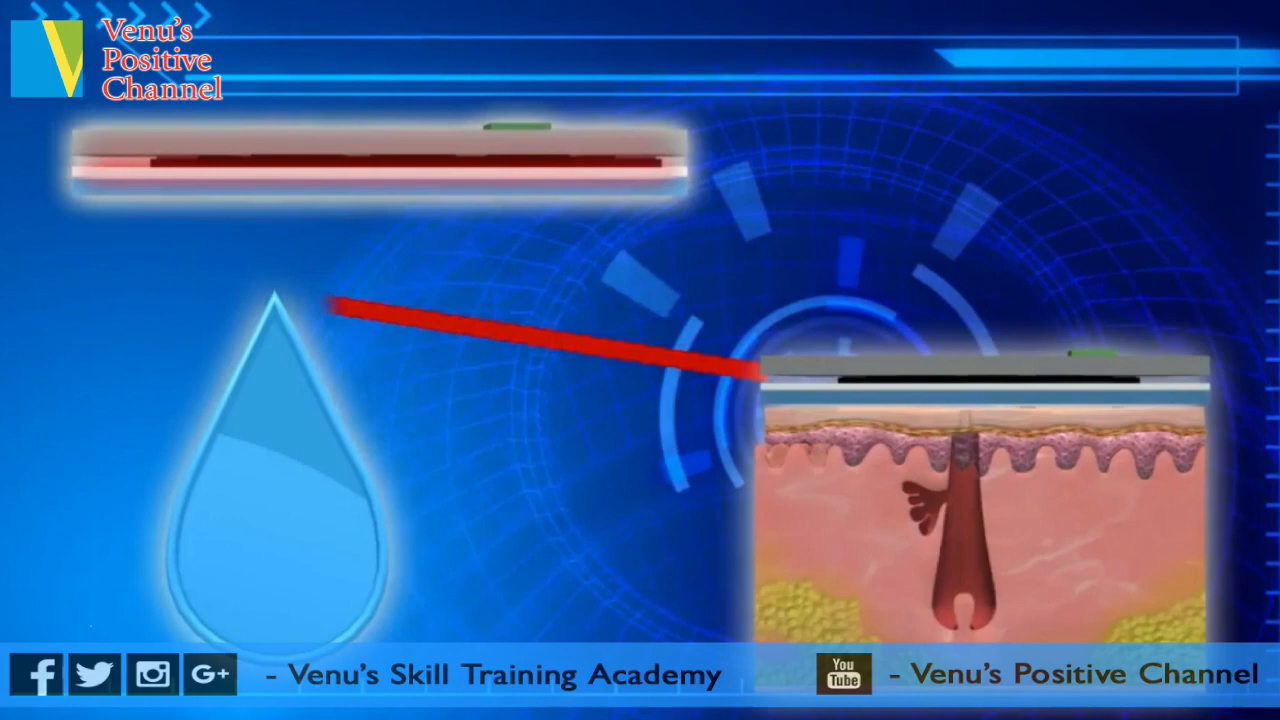 Venu's
Positive
Channel
f G+ - Venu's Skill Training Academy
You
Tube - Venu's Positive Channel